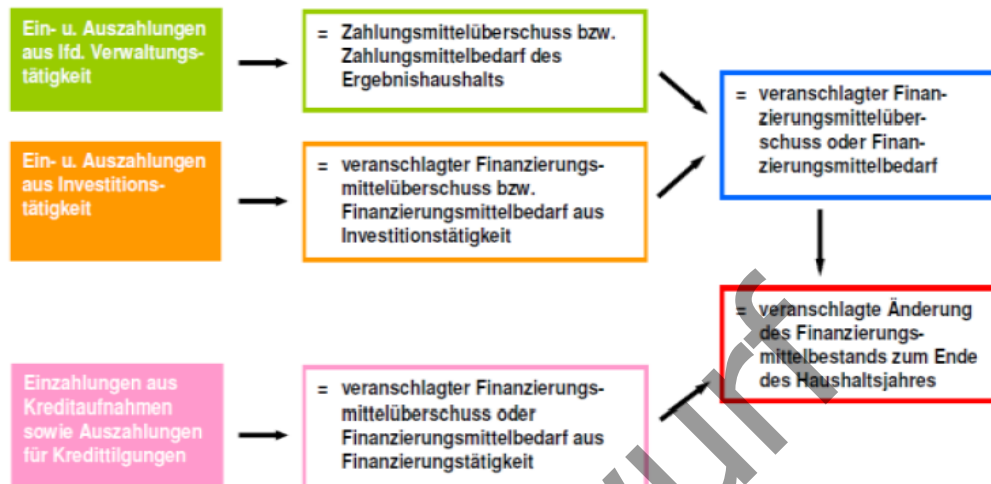 Ein- u. Auszahlungen
aus lfd. Verwaltungs-
tätigkeit
= Zahlungsmittelüberschuss bzw.
Zahlungsmittelbedarf des
Ergebnishaushalts
= veranschlagter Finan-
zierungsmittelüber-
schuss oder Finan-
zierungsmittelbedarf
Ein- u. Auszahlungen
aus Investitions-
tätigkeit
= veranschlagter Finanzierungs-
mittelüberschuss bzw.
Finanzierungsmittelbedarf aus
Investitionstätigkeit
= veranschlagte Änderung
des Finanzierungs-
mittelbestands zum Ende
des Haushaltsjahres
Einzahlungen aus
Kreditaufnahmen
sowie Auszahlungen
für Kredittilgungen
= veranschlagter Finanzierungs-
mittelüberschuss oder
Finanzierungsmittelbedarf aus
Finanzierungstätigkeit
urf